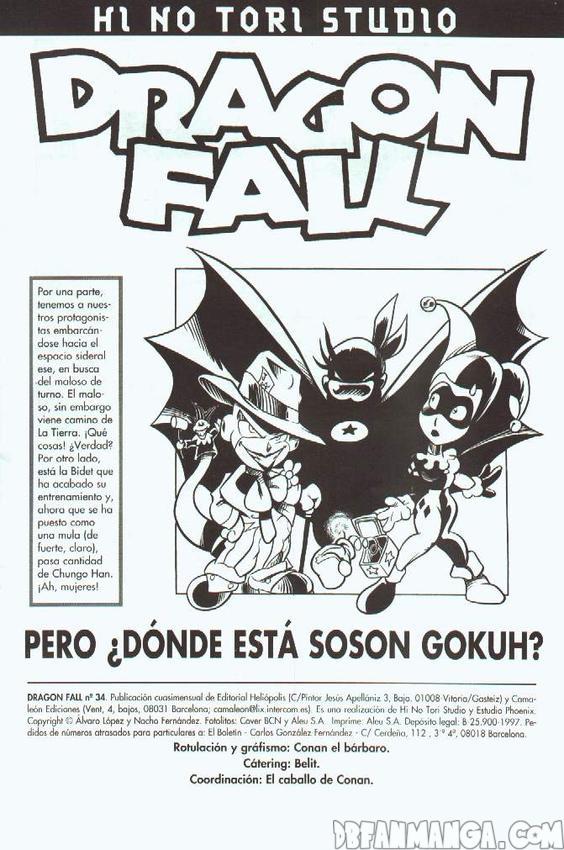 HI NO TORI STUDIO
DRAGON
FALL
Por una parte,
tenemos a nues-
tros protagonis-
tas embarcán-
dose hacia el
espacio sideral
ese, en busca
del maloso de
turno. El malo-
so, sin embargo
viene camino de
La Tierra. ¡Qué
cosas! ¿Verdad?
Por otro lado,
está la Bidet que
ha acabado su
entrenamiento y,
ahora que se ha
puesto como
una mula (de
fuerte, claro),
pasa cantidad
de Chungo Han.
¡Ah, mujeres!
PERO ¿DÓNDE ESTÁ SOSON GOKUH?
DRAGON FALL nº 34. Publicación cuasimensual de Editorial Heliópolis (C/Pintor Jesús Apellániz 3, Bajo. 01008-Vitoria/Gasteiz) y Cama-
león Ediciones (Vent, 4, bajos, 08031 Barcelona; camaleon@lix.intercom.es). Es una realización de Hi No Tori Studio y Estudio Phoenix.
Copyright © Álvaro López y Nacho Fernández. Fotolitos: Cover BCN y Aleu S.A. Imprime: Aleu S.A. Depósito legal: B 25.900-1997. Pe-
didos de números atrasados para particulares a: El Boletín - Carlos González Fernández - C/ Cerdeña, 112 , 3º 4ª, 08018 Barcelona.
Rotulación y gráfismo: Conan el bárbaro.
Cátering: Belit.
Coordinación: El caballo de Conan.
DBFANMANGA.COM